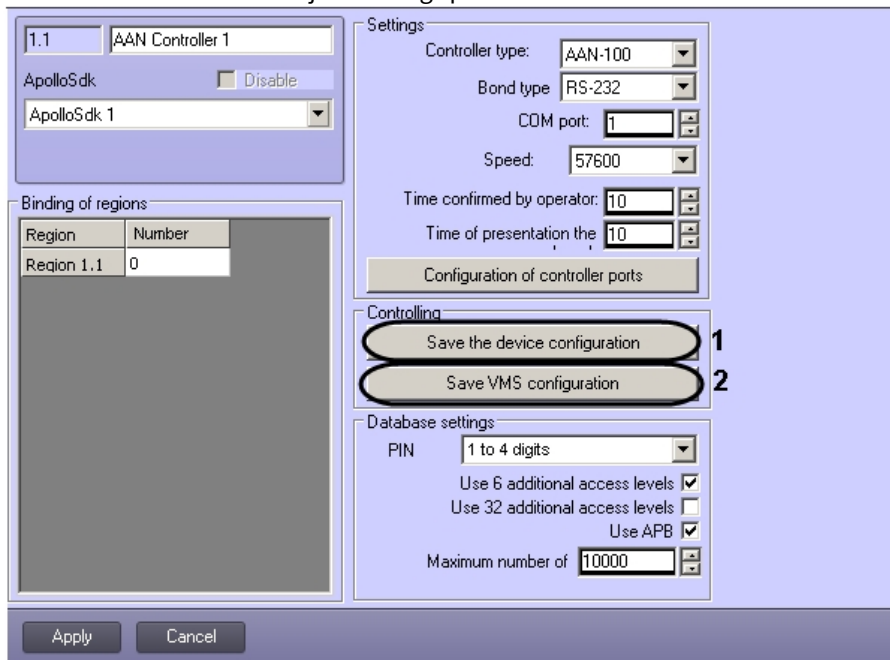 1.1 AAN Controller 1
ApolloSdk Disable
ApolloSdk 1
Binding of regions
Region Number
Region 1.1 0
Settings
Controller type: AAN-100
Bond type RS-232
COM port: 1
Speed: 57600
Time confirmed by operator: 10
Time of presentation the 10
Configuration of controller ports
Controlling
Save the device configuration 1
Save VMS configuration 2
Database settings
PIN 1 to 4 digits
Use 6 additional access levels
Use 32 additional access levels
Use APB
Maximum number of 10000
Apply Cancel